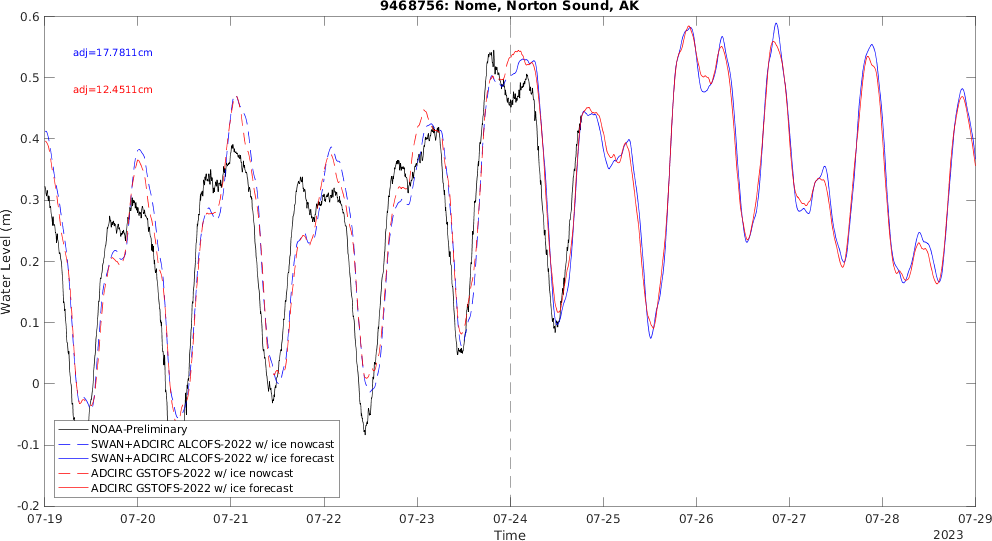 9468756: Nome, Norton Sound, AK
adj=17.7811cm
adj=12.4511cm
Water Level (m)
0.6
0.5
0.4
0.3
0.2
0.1
0
-0.1
-0.2
NOAA-Preliminary
SWAN+ADCIRC ALCOFS-2022 w/ ice nowcast
SWAN+ADCIRC ALCOFS-2022 w/ ice forecast
ADCIRC GSTOFS-2022 w/ ice nowcast
ADCIRC GSTOFS-2022 w/ ice forecast
07-19 07-20 07-21 07-22 07-23 07-24 07-25 07-26 07-27 07-28 07-29
Time
2023